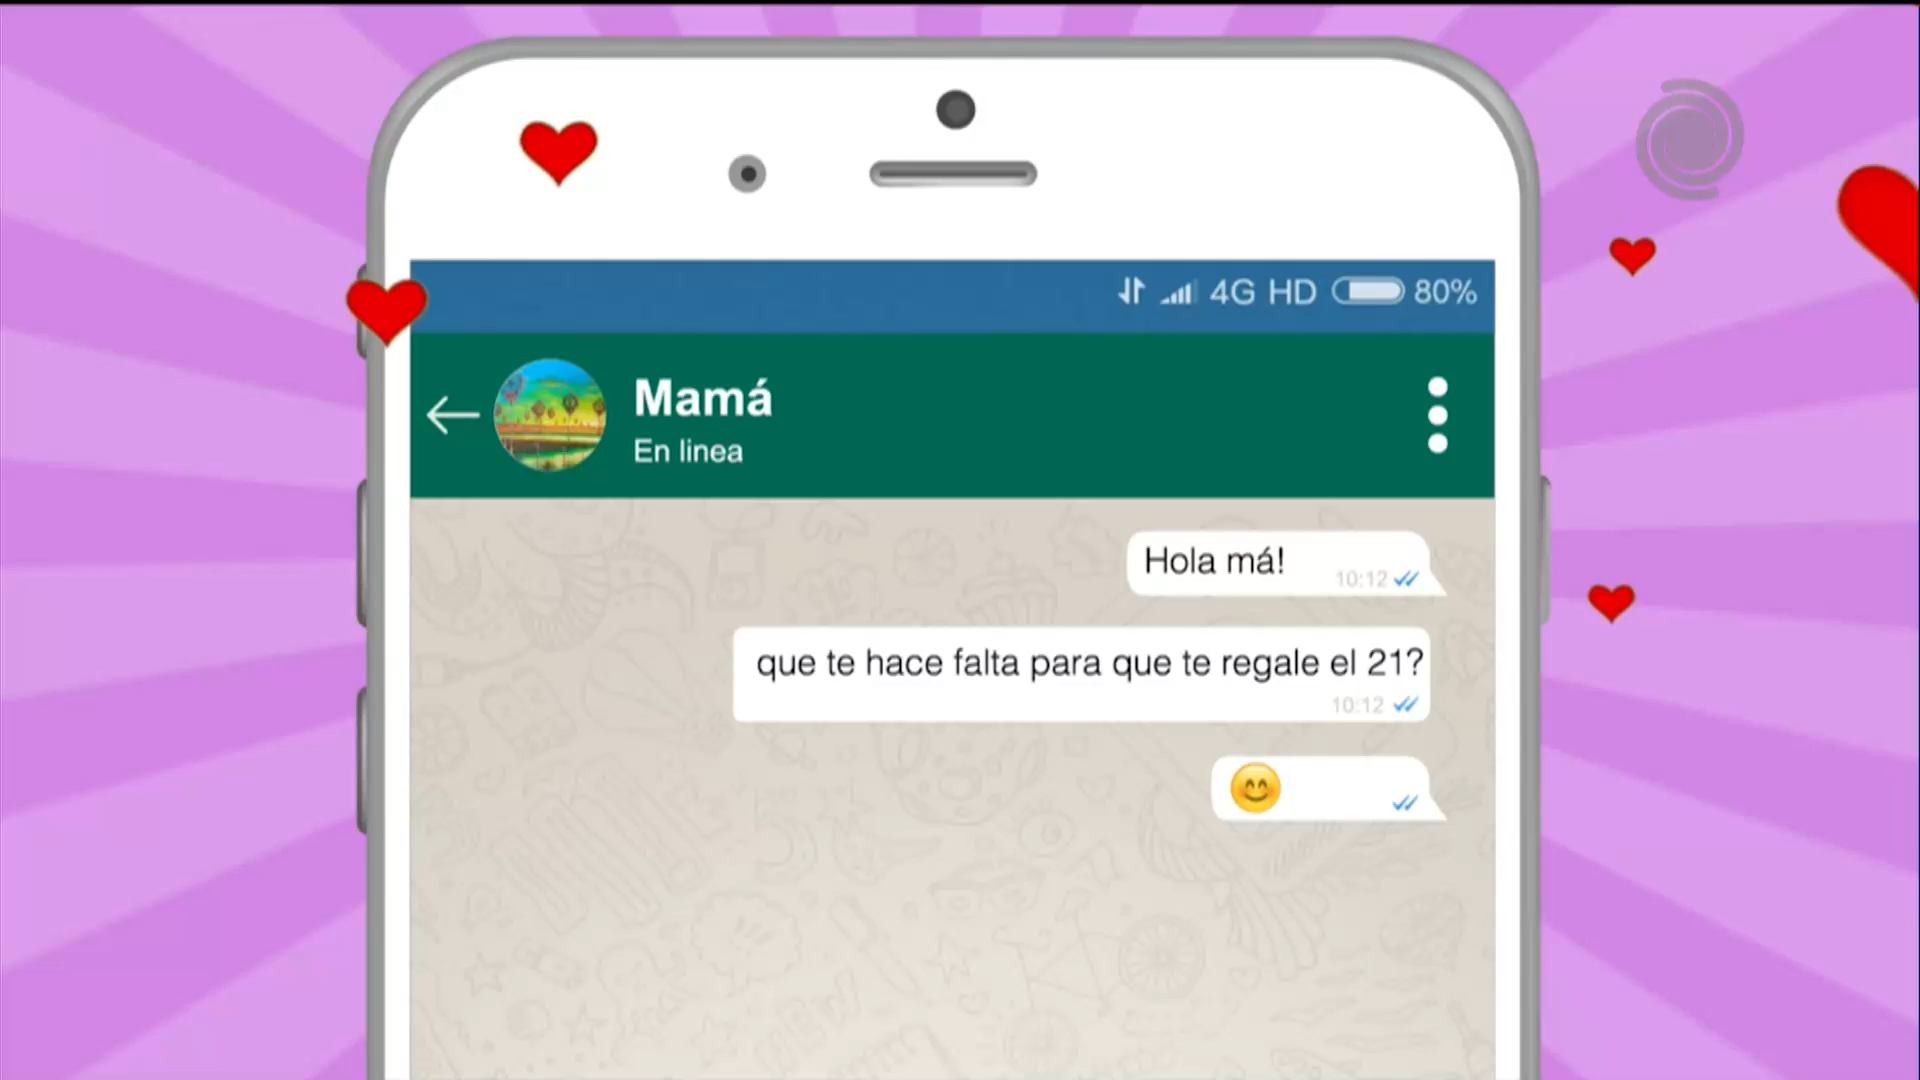 4G HD 80%
Mamá
En linea
Hola má!
10:12
que te hace falta para que te regale el 21?
10:12